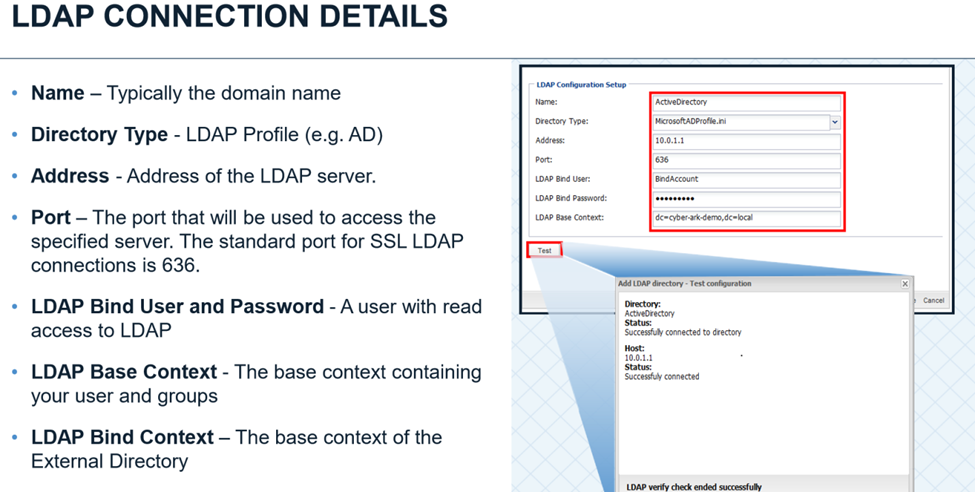 LDAP CONNECTION DETAILS
• Name – Typically the domain name
• Directory Type - LDAP Profile (e.g. AD)
• Address - Address of the LDAP server.
• Port – The port that will be used to access the
specified server. The standard port for SSL LDAP
connections is 636.
• LDAP Bind User and Password - A user with read
access to LDAP
• LDAP Base Context - The base context containing
your user and groups
• LDAP Bind Context – The base context of the
External Directory
LDAP Configuration Setup
Name: ActiveDirectory
Directory Type: MicrosoftADProfile.ini
Address: 10.0.1.1
Port: 636
LDAP Bind User: BindAccount
LDAP Bind Password: •••••••••
LDAP Base Context: dc=cyber-ark-demo,dc=local
Test
Cancel
Add LDAP directory - Test configuration
Directory:
ActiveDirectory
Status:
Successfully connected to directory
Host:
10.0.1.1
Status:
Successfuly connected
LDAP verify check ended successfully